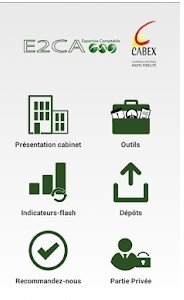 E2CA Expertise Comptable
CABEX
Présentation cabinet
Outils
Indicateurs-flash
Dépôts
Recommandez-nous
Partie Privée